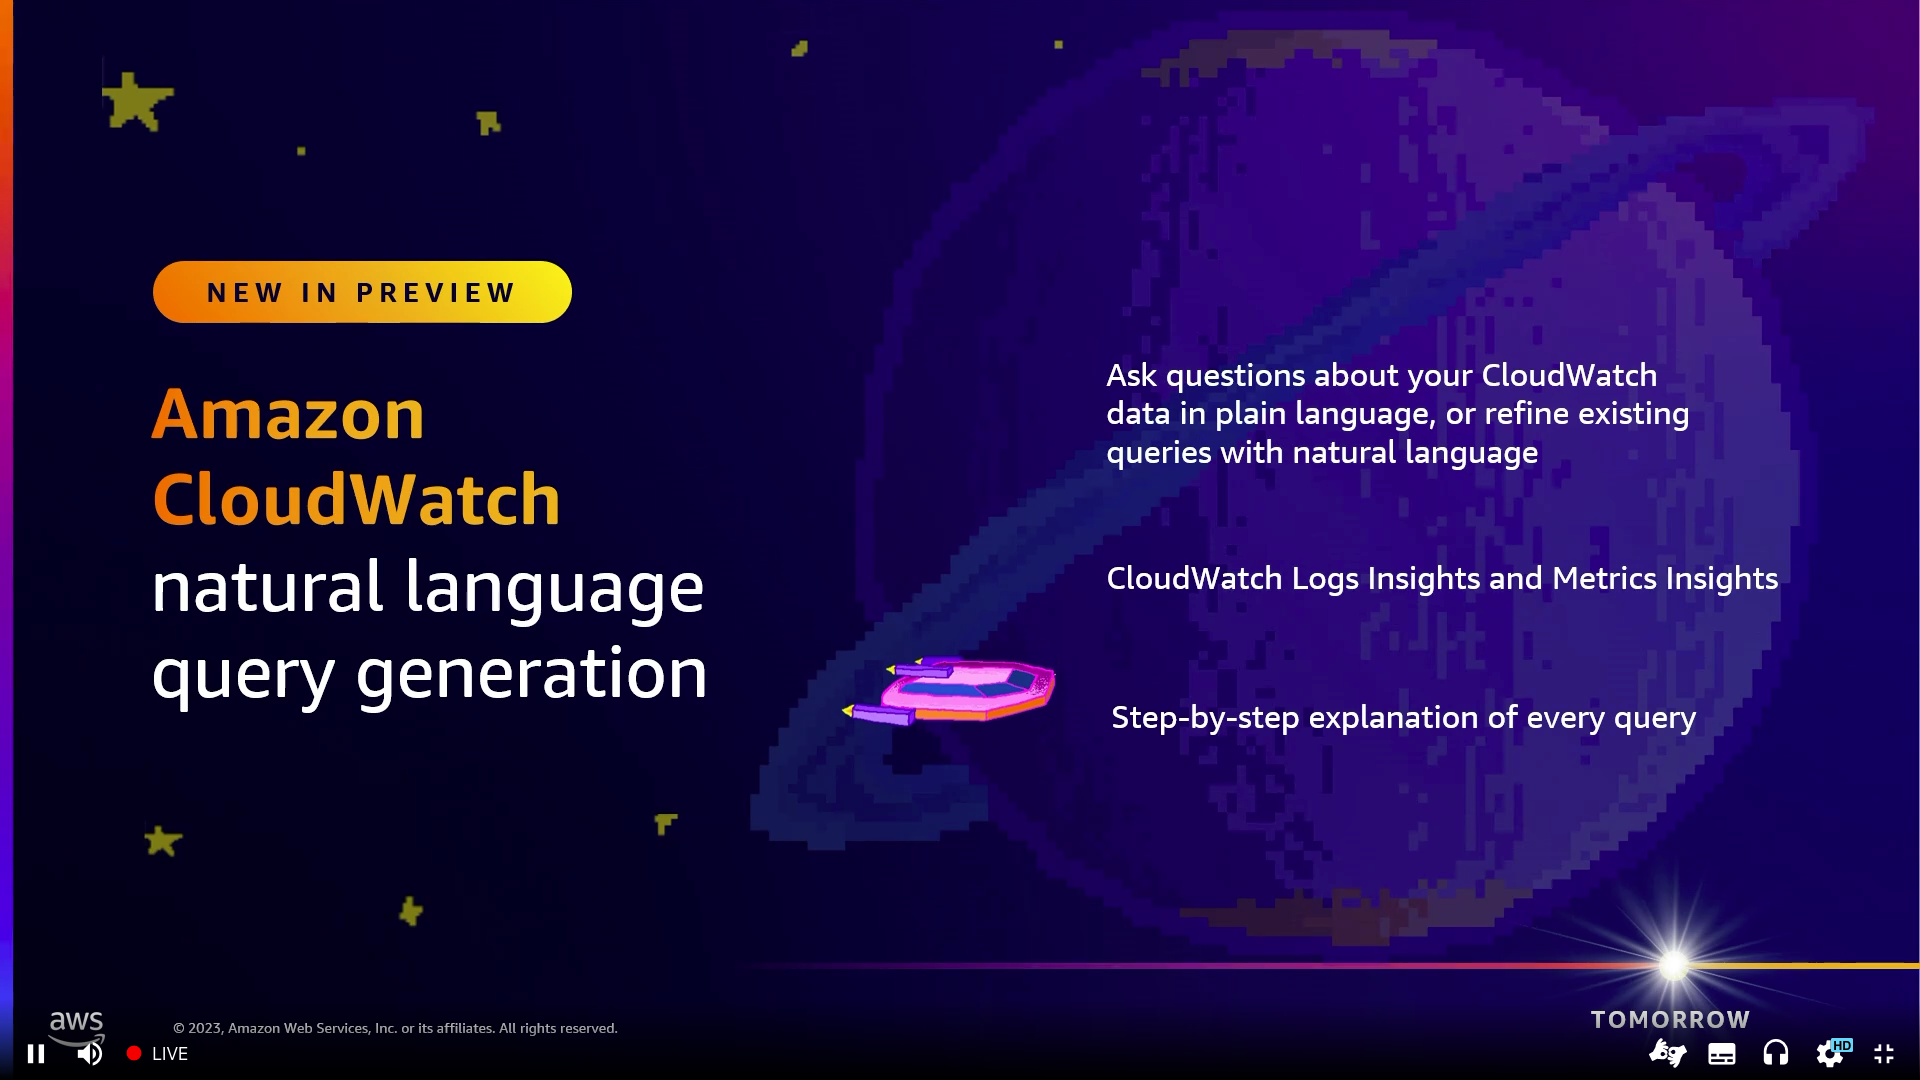 NEW IN PREVIEW
Amazon
CloudWatch
natural language
query generation
Ask questions about your CloudWatch
data in plain language, or refine existing
queries with natural language
CloudWatch Logs Insights and Metrics Insights
Step-by-step explanation of every query
TOMORROW
aws
© 2023, Amazon Web Services, Inc. or its affiliates. All rights reserved.
LIVE
HD